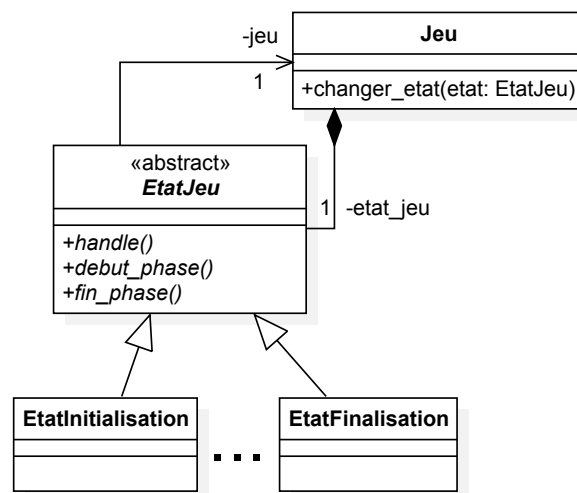 -jeu
1
Jeu
+changer_etat(etat: EtatJeu)
«abstract»
EtatJeu
1 -etat_jeu
+handle()
+debut_phase()
+fin_phase()
EtatInitialisation
EtatFinalisation